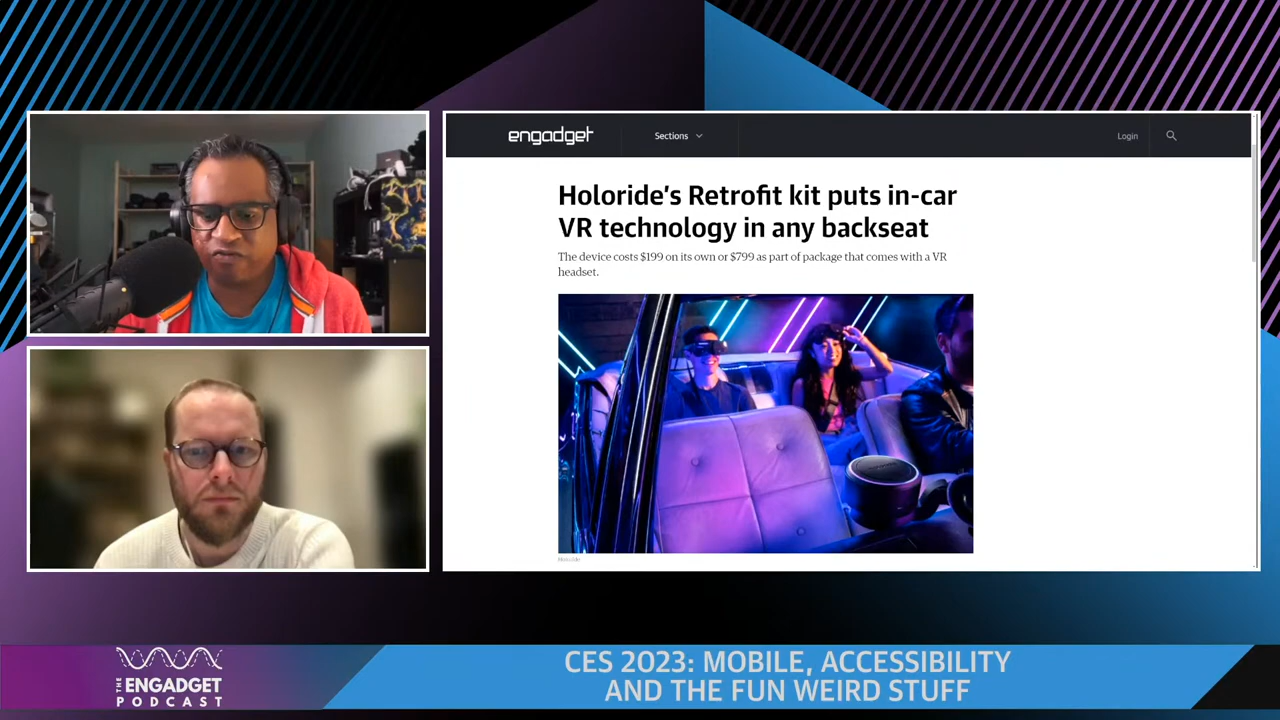 engadget
Sections
Login
Holoride's Retrofit kit puts in-car
VR technology in any backseat
The device costs $199 on its own or $799 as part of package that comes with a VR
headset.
THE
ENGADGET
PODCAST
CES 2023: MOBILE, ACCESSIBILITY
AND THE FUN WEIRD STUFF